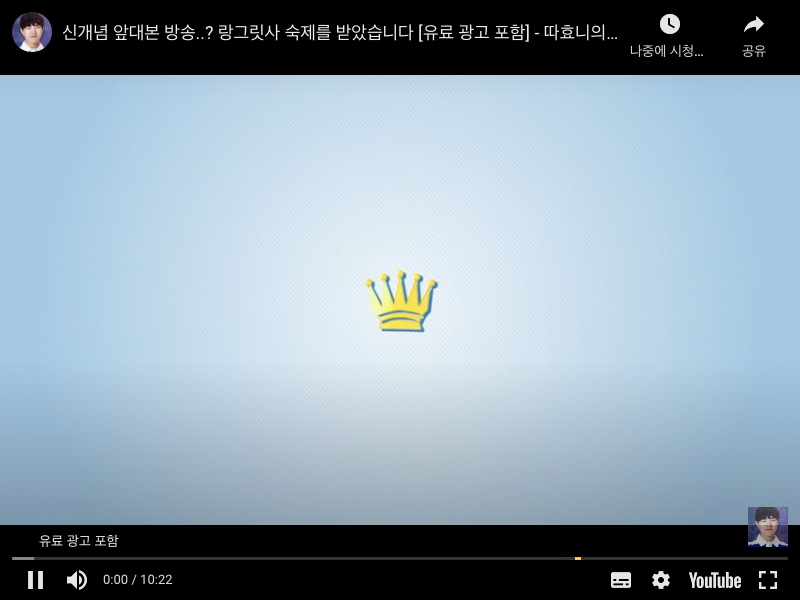 신개념 앞대본 방송..? 랑그릿사 숙제를 받았습니다 [유료 광고 포함] - 따효니의...
나중에 시청...
공유
유료 광고 포함
0:00 / 10:22
YouTube